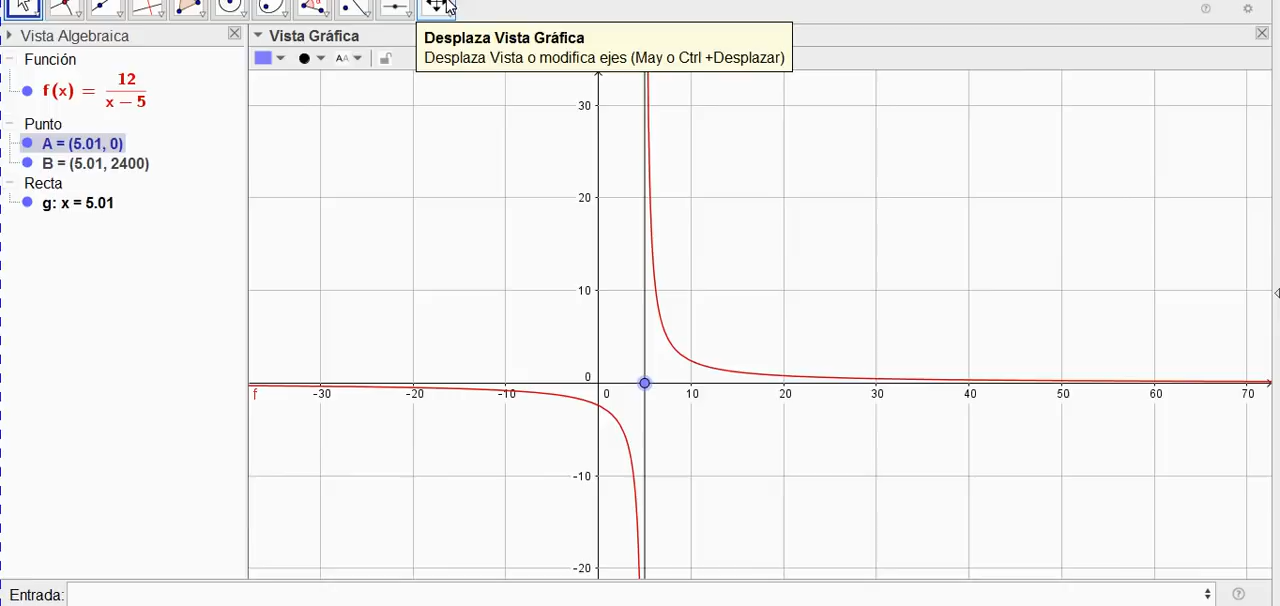 Desplaza Vista Gráfica
Desplaza Vista o modifica ejes (May o Ctrl +Desplazar)
Vista Algebraica
Función
f(x) = 12 / (x – 5)
Punto
A = (5.01, 0)
B = (5.01, 2400)
Recta
g: x = 5.01
Vista Gráfica
AA
30
20
10
0
-30 -20 -10 0 10 20 30 40 50 60 70
f
-10
-20
Entrada: